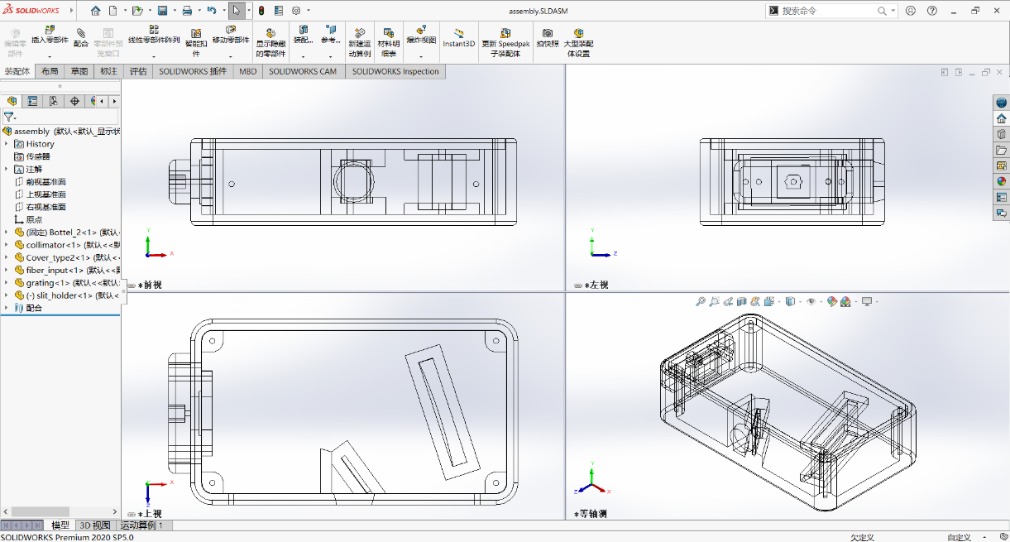 SOLIDWORKS
assembly.SLDASM
搜索命令
编辑零部件
插入零部件
配合
零部件预览窗口
线性零部件阵列
智能扣件
移动零部件
显示隐藏的零部件
装配...
参考...
新建运动算例
材料明细表
爆炸视图
Instant3D
更新 Speedpak 子装配体
拍快照
大型装配体设置
装配体 布局 草图 标注 评估 SOLIDWORKS 插件 MBD SOLIDWORKS CAM SOLIDWORKS Inspection
assembly (默认<默认_显示状
History
传感器
注解
前视基准面
上视基准面
右视基准面
原点
(固定) Bottel_2<1> (默认<
collimator<1> (默认<<默
Cover_type2<1> (默认<<
fiber_input<1> (默认<<默
grating<1> (默认<<默认
(-) slit_holder<1> (默认<
配合
Y
X
*前视
Y
Z
*左视
X
Z
*上视
Y
Z
X
*等轴测
模型 3D 视图 运动算例 1
SOLIDWORKS Premium 2020 SP5.0
欠定义
自定义